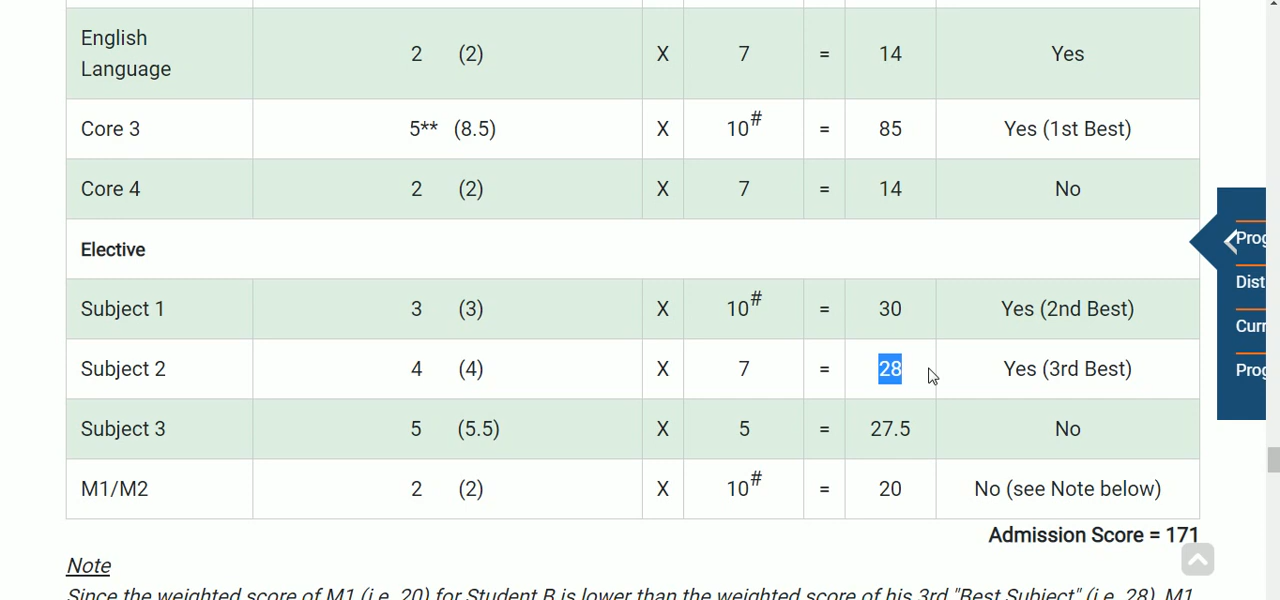 English
Language 2 (2) X 7 = 14 Yes
Core 3 5** (8.5) X 10# = 85 Yes (1st Best)
Core 4 2 (2) X 7 = 14 No
Elective
Subject 1 3 (3) X 10# = 30 Yes (2nd Best)
Subject 2 4 (4) X 7 = 28 Yes (3rd Best)
Subject 3 5 (5.5) X 5 = 27.5 No
M1/M2 2 (2) X 10# = 20 No (see Note below)
Admission Score = 171
Note
Since the weighted score of M1 (i.e. 20) for Student B is lower than the weighted score of his 3rd "Best Subject" (i.e. 28), M1
Prog
Dist
Curr
Prog